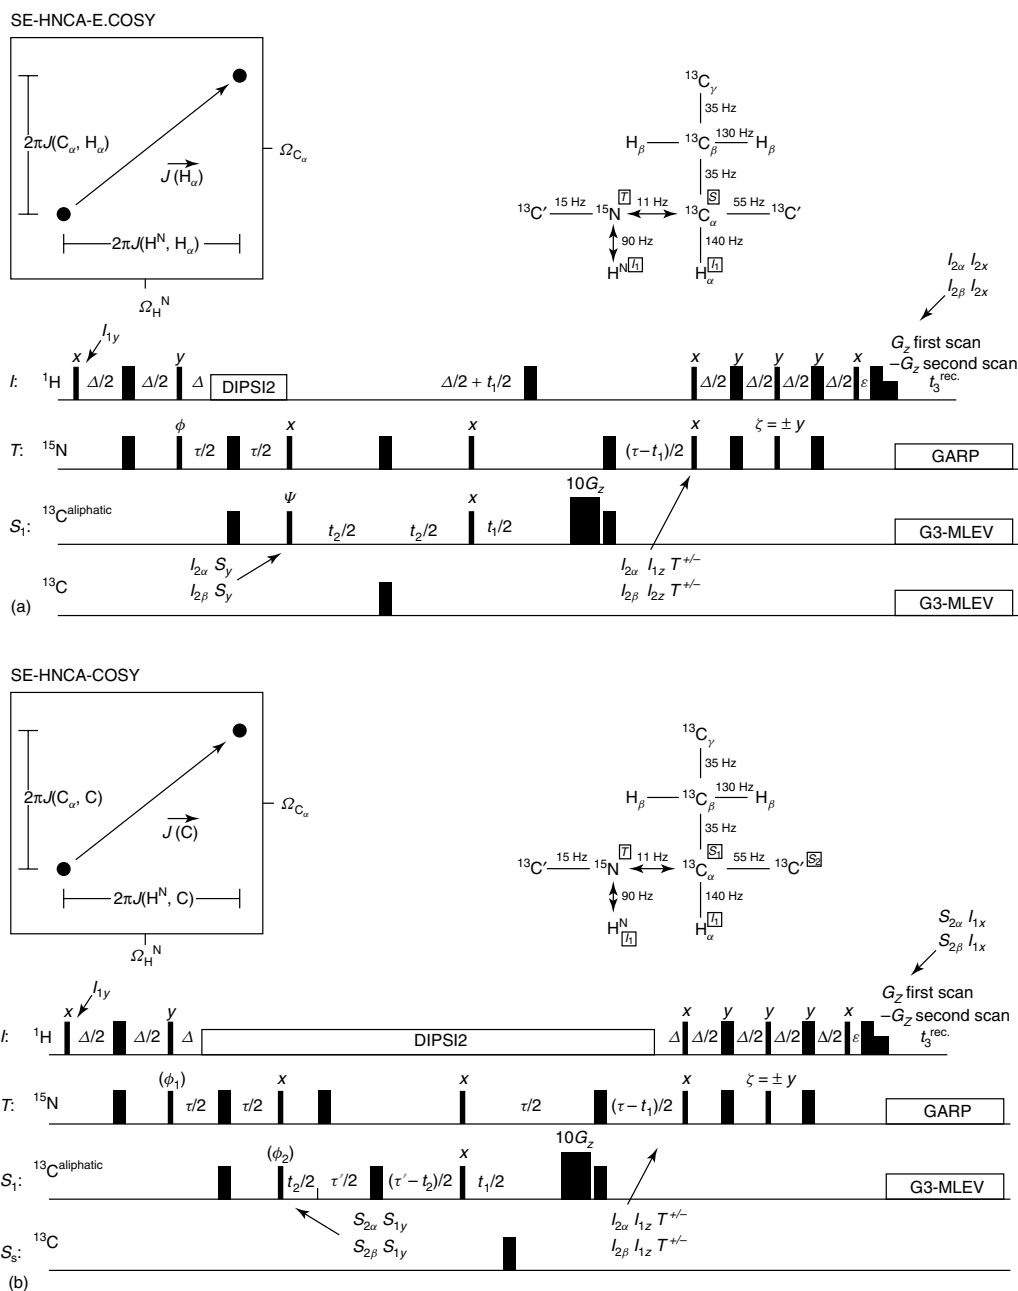 SE-HNCA-E.COSY
2πJ(Cα, Hα)
J(Hα)
2πJ(Hᴺ, Hα)
ΩCα
ΩHᴺ
¹³Cγ
35 Hz
Hβ ¹³Cβ 130 Hz Hβ
35 Hz
T S
¹³C′ 15 Hz ¹⁵N 11 Hz ¹³Cα 55 Hz ¹³C′
90 Hz 140 Hz
Hᴺ I₁ Hα I₁
I2α I2x
I2β I2x
I1y
Gz first scan
−Gz second scan
x y x y y y x
I: ¹H Δ/2 Δ/2 Δ DIPSI2 Δ/2 + t₁/2 Δ/2 Δ/2 Δ/2 Δ/2 ε t₃rec.
ϕ x x x ζ = ± y
T: ¹⁵N τ/2 τ/2 (τ−t₁)/2 GARP
Ψ x 10Gz
S₁: ¹³Caliphatic t₂/2 t₂/2 t₁/2 G3-MLEV
I2α Sy I2α I1z T+/−
I2β Sy I2β I2z T+/−
¹³C G3-MLEV
(a)
SE-HNCA-COSY
2πJ(Cα, C)
J(C)
2πJ(Hᴺ, C)
ΩCα
ΩHᴺ
¹³Cγ
35 Hz
Hβ ¹³Cβ 130 Hz Hβ
35 Hz
T S₁
¹³C′ 15 Hz ¹⁵N 11 Hz ¹³Cα 55 Hz ¹³C′ S₂
90 Hz 140 Hz
Hᴺ I₁ Hα I₁
S2α I1x
S2β I1x
I1y
GZ first scan
−GZ second scan
x y x y y y x
I: ¹H Δ/2 Δ/2 Δ DIPSI2 Δ Δ/2 Δ/2 Δ/2 Δ/2 ε t₃rec.
(ϕ₁) x x x ζ = ± y
T: ¹⁵N τ/2 τ/2 τ/2 (τ − t₁)/2 GARP
(ϕ₂) x 10Gz
S₁: ¹³Caliphatic t₂/2 τ′/2 (τ′ − t₂)/2 t₁/2 G3-MLEV
S2α S1y I2α I1z T+/−
S2β S1y I2β I1z T+/−
Ss: ¹³C
(b)